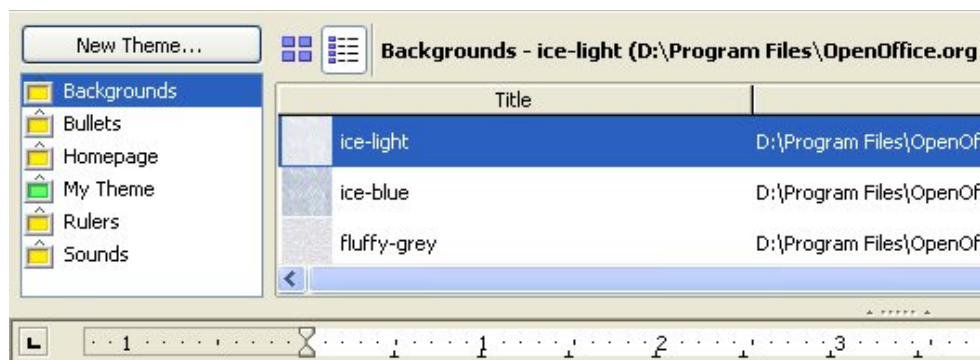 New Theme...
Backgrounds - ice-light (D:\Program Files\OpenOffice.org
Backgrounds
Bullets
Homepage
My Theme
Rulers
Sounds
Title
ice-light D:\Program Files\OpenOf
ice-blue D:\Program Files\OpenOf
fluffy-grey D:\Program Files\OpenOf
1 1 2 3